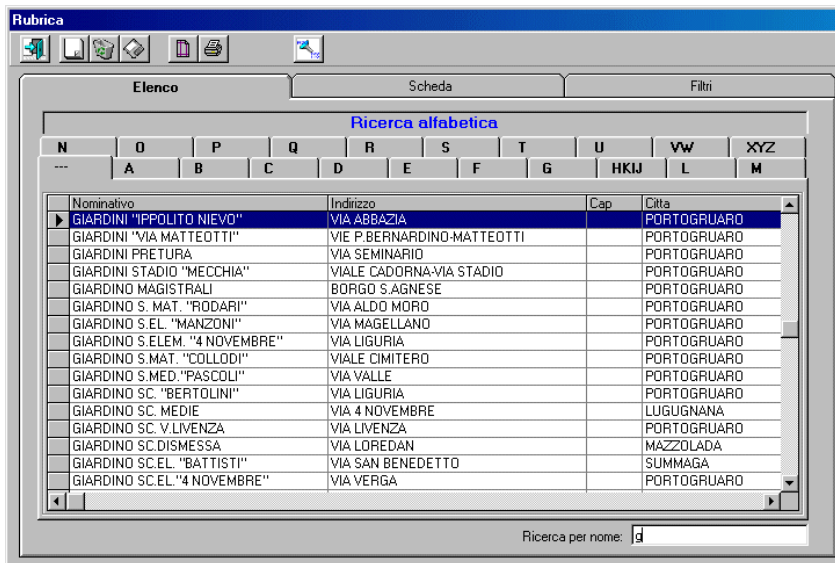 Rubrica
Elenco Scheda Filtri
Ricerca alfabetica
N O P Q R S T U VW XYZ
--- A B C D E F G HKIJ L M
Nominativo Indirizzo Cap Citta
GIARDINI "IPPOLITO NIEVO" VIA ABBAZIA PORTOGRUARO
GIARDINI "VIA MATTEOTTI" VIE P.BERNARDINO-MATTEOTTI PORTOGRUARO
GIARDINI PRETURA VIA SEMINARIO PORTOGRUARO
GIARDINI STADIO "MECCHIA" VIALE CADORNA-VIA STADIO PORTOGRUARO
GIARDINO MAGISTRALI BORGO S.AGNESE PORTOGRUARO
GIARDINO S. MAT. "RODARI" VIA ALDO MORO PORTOGRUARO
GIARDINO S.EL. "MANZONI" VIA MAGELLANO PORTOGRUARO
GIARDINO S.ELEM. "4 NOVEMBRE" VIA LIGURIA PORTOGRUARO
GIARDINO S.MAT. "COLLODI" VIALE CIMITERO PORTOGRUARO
GIARDINO S.MED."PASCOLI" VIA VALLE PORTOGRUARO
GIARDINO SC. "BERTOLINI" VIA LIGURIA PORTOGRUARO
GIARDINO SC. MEDIE VIA 4 NOVEMBRE LUGUGNANA
GIARDINO SC. V.LIVENZA VIA LIVENZA PORTOGRUARO
GIARDINO SC.DISMESSA VIA LOREDAN MAZZOLADA
GIARDINO SC.EL. "BATTISTI" VIA SAN BENEDETTO SUMMAGA
GIARDINO SC.EL."4 NOVEMBRE" VIA VERGA PORTOGRUARO
Ricerca per nome: g